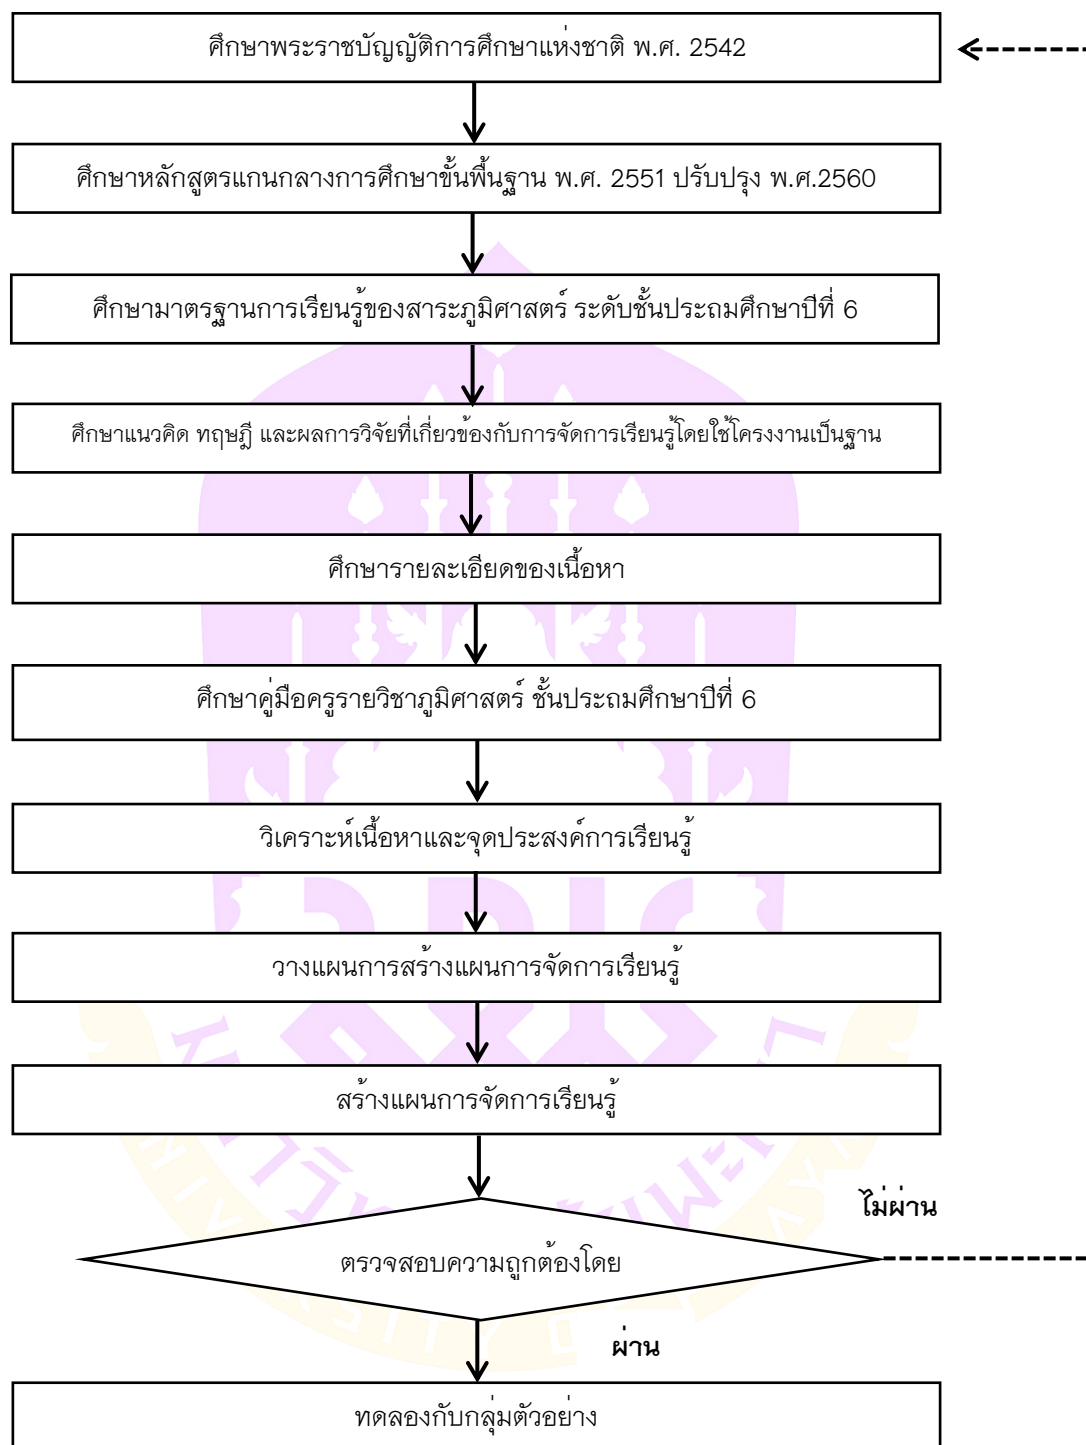 ศึกษาพระราชบัญญัติการศึกษาแห่งชาติ พ.ศ. 2542
ศึกษาหลักสูตรแกนกลางการศึกษาขั้นพื้นฐาน พ.ศ. 2551 ปรับปรุง พ.ศ.2560
ศึกษามาตรฐานการเรียนรู้ของสาระภูมิศาสตร์ ระดับชั้นประถมศึกษาปีที่ 6
ศึกษาแนวคิด ทฤษฎี และผลการวิจัยที่เกี่ยวข้องกับการจัดการเรียนรู้โดยใช้โครงงานเป็นฐาน
ศึกษารายละเอียดของเนื้อหา
ศึกษาคู่มือครูรายวิชาภูมิศาสตร์ ชั้นประถมศึกษาปีที่ 6
วิเคราะห์เนื้อหาและจุดประสงค์การเรียนรู้
วางแผนการสร้างแผนการจัดการเรียนรู้
สร้างแผนการจัดการเรียนรู้
ไม่ผ่าน
ตรวจสอบความถูกต้องโดย
ผ่าน
ทดลองกับกลุ่มตัวอย่าง